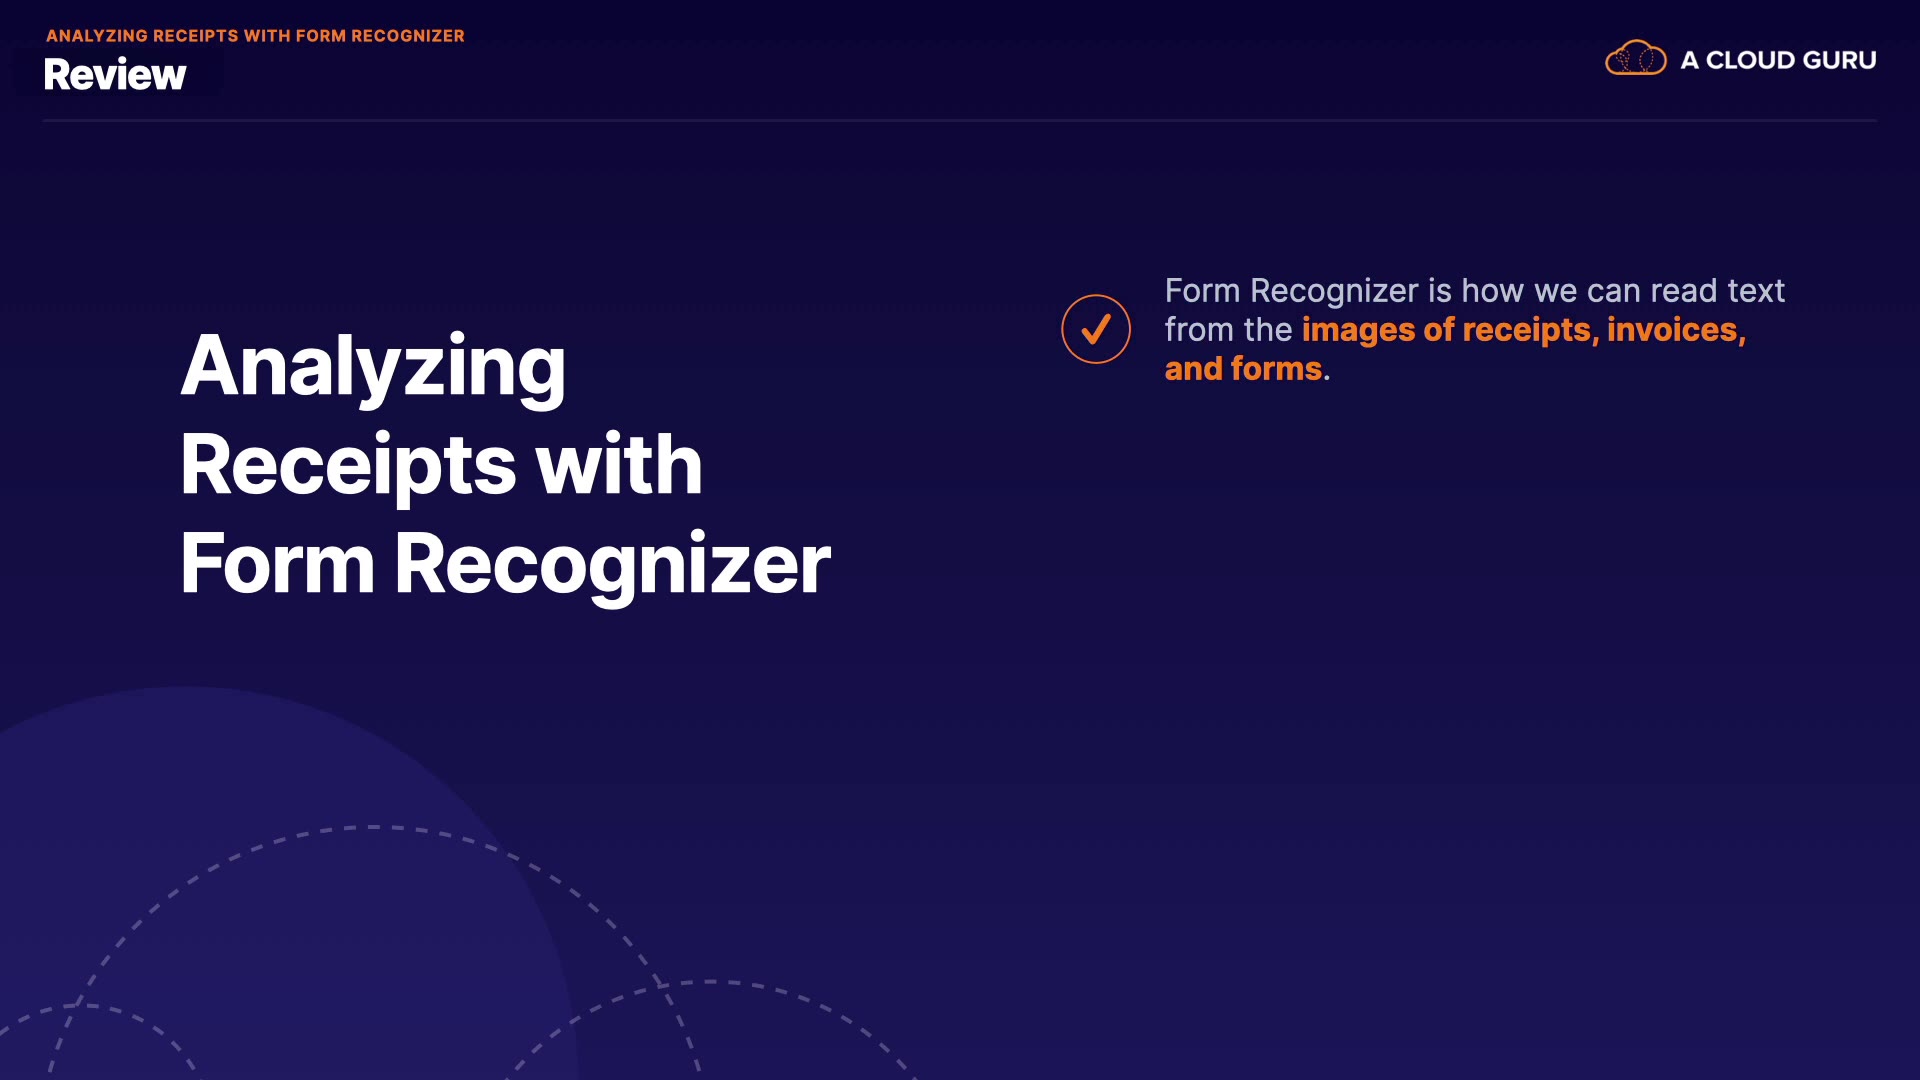 ANALYZING RECEIPTS WITH FORM RECOGNIZER
Review
A CLOUD GURU
Analyzing
Receipts with
Form Recognizer
Form Recognizer is how we can read text
from the images of receipts, invoices,
and forms.